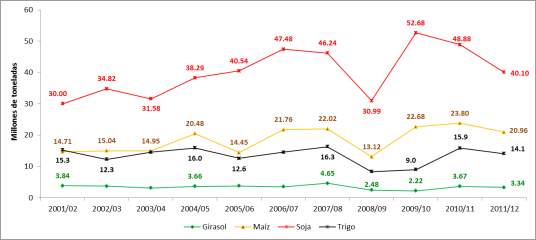 60
50
40
30
20
10
0
Millones de toneladas
30.00 34.82 31.58 38.29 40.54 47.48 46.24 30.99 52.68 48.88 40.10
14.71 15.04 14.95 20.48 14.45 21.76 22.02 13.12 22.68 23.80 20.96
15.3 12.3 16.0 12.6 16.3 9.0 15.9 14.1
3.84 3.66 4.65 2.48 2.22 3.67 3.34
2001/02 2002/03 2003/04 2004/05 2005/06 2006/07 2007/08 2008/09 2009/10 2010/11 2011/12
Girasol Maíz Soja Trigo